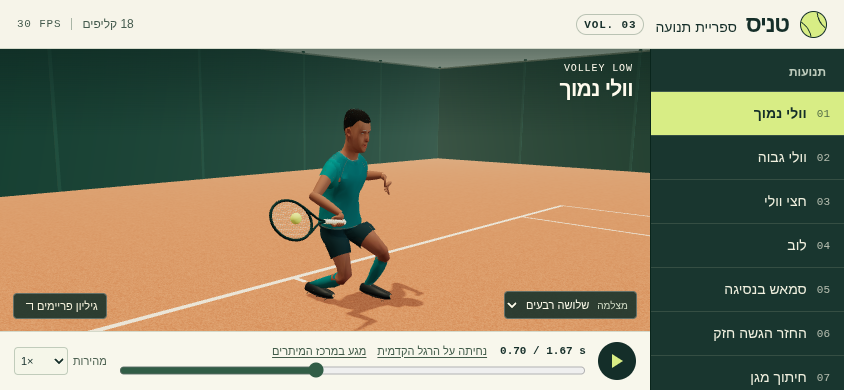 טניס ספריית תנועה VOL. 03
18 קליפים | 30 FPS
תנועות
01 וולי נמוך
02 וולי גבוה
03 חצי וולי
04 לוב
05 סמאש בנסיגה
06 החזר הגשה חזק
07 חיתוך מגן
VOLLEY LOW
וולי נמוך
מצלמה שלושה רבעים
גיליון פריימים
0.70 / 1.67 s נחיתה על הרגל הקדמית מגע במרכז המיתרים
מהירות 1×